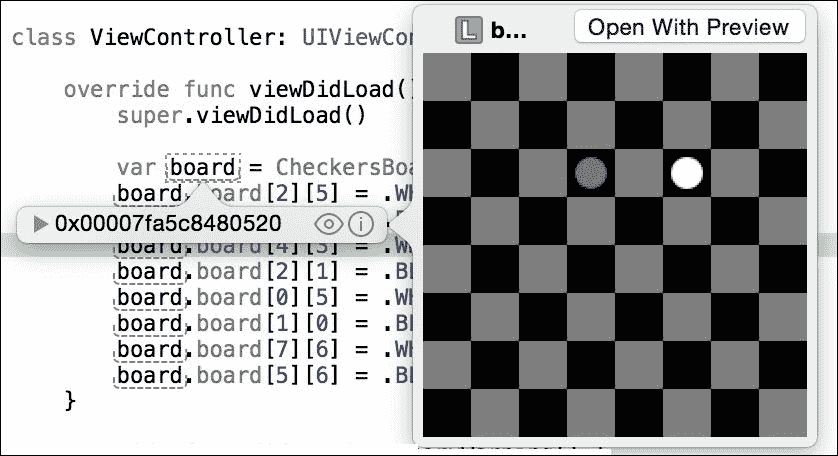 class ViewController: UIViewCon
b...
Open With Preview
override func viewDidLoad()
super.viewDidLoad()
var board = CheckersBoa
board.board[2][5] = .WH
0x00007fa5c8480520
board.board[4][3] = .W
board.board[2][1] = .BL
board.board[0][5] = .WH
board.board[1][0] = .BL
board.board[7][6] = .WH
board.board[5][6] = .BL
}